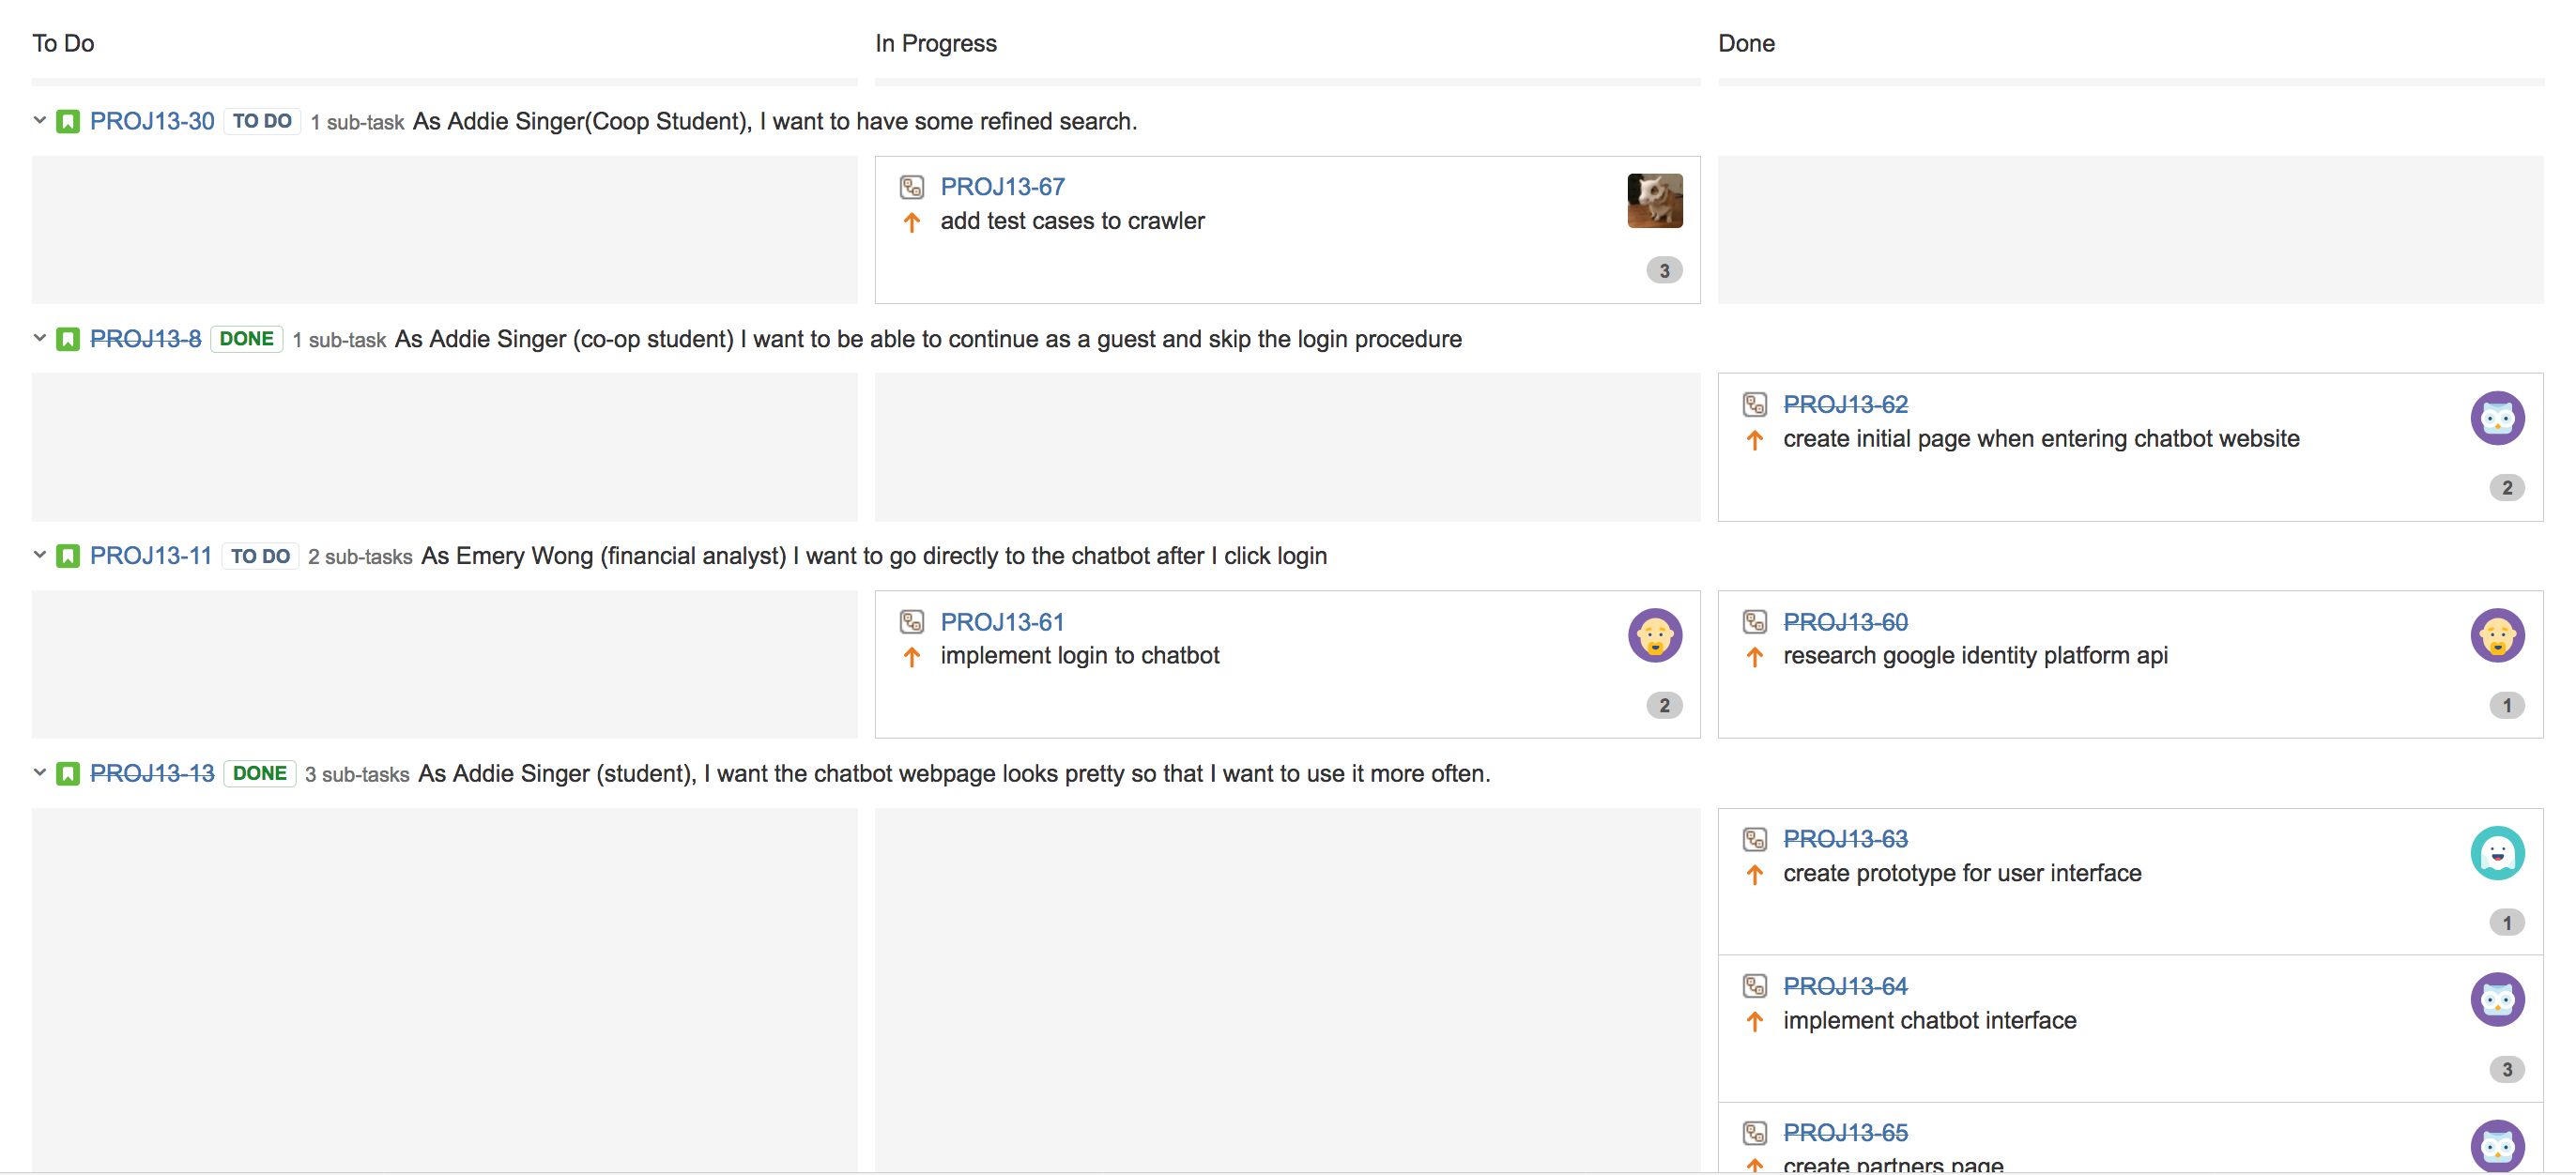 To Do
In Progress
Done
PROJ13-30 TO DO 1 sub-task As Addie Singer(Coop Student), I want to have some refined search.
PROJ13-67
add test cases to crawler
3
PROJ13-8 DONE 1 sub-task As Addie Singer (co-op student) I want to be able to continue as a guest and skip the login procedure
PROJ13-62
create initial page when entering chatbot website
2
PROJ13-11 TO DO 2 sub-tasks As Emery Wong (financial analyst) I want to go directly to the chatbot after I click login
PROJ13-61
implement login to chatbot
2
PROJ13-60
research google identity platform api
1
PROJ13-13 DONE 3 sub-tasks As Addie Singer (student), I want the chatbot webpage looks pretty so that I want to use it more often.
PROJ13-63
create prototype for user interface
1
PROJ13-64
implement chatbot interface
3
PROJ13-65
create partners page